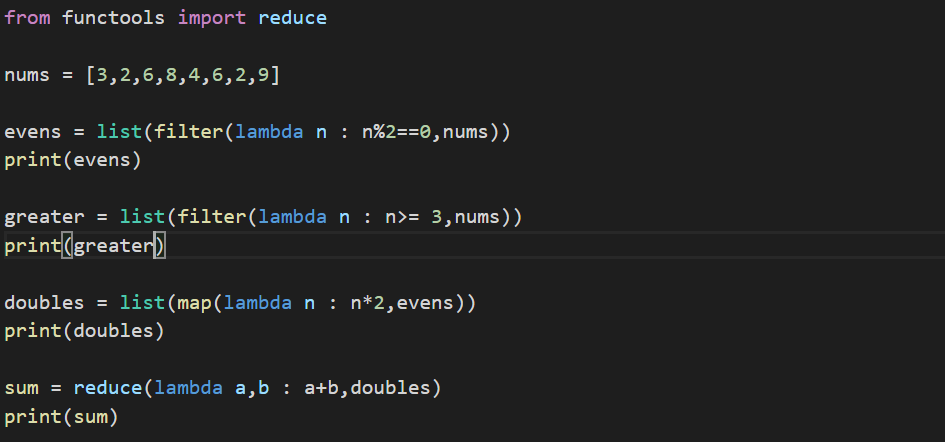 from functools import reduce
nums = [3,2,6,8,4,6,2,9]
evens = list(filter(lambda n : n%2==0,nums))
print(evens)
greater = list(filter(lambda n : n>= 3,nums))
print(greater)
doubles = list(map(lambda n : n*2,evens))
print(doubles)
sum = reduce(lambda a,b : a+b,doubles)
print(sum)